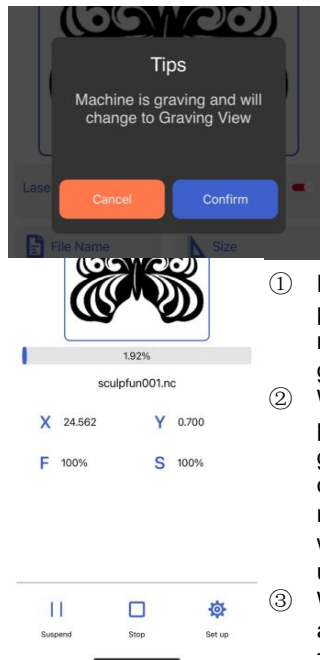 Tips
Machine is graving and will
change to Graving View
Cancel
Confirm
File Name
Size
1.92%
sculpfun001.nc
X 24.562 Y 0.700
F 100% S 100%
Suspend Stop Set up
①
②
③